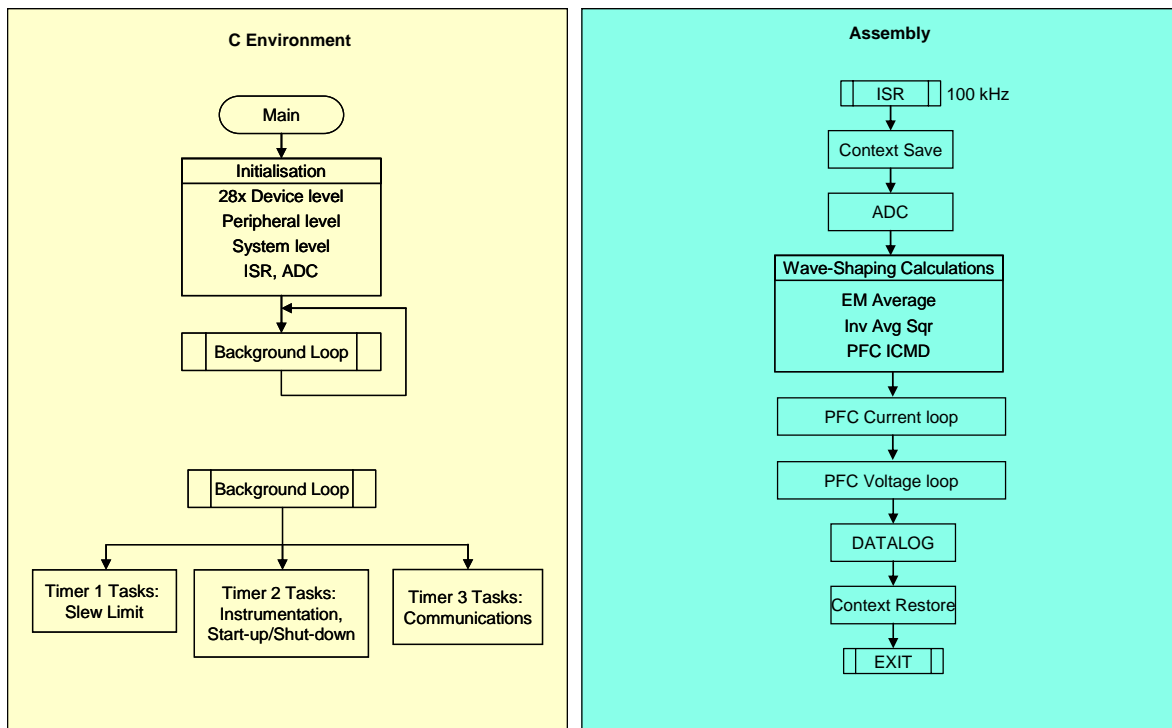 C Environment
Main
Initialisation
28x Device level
Peripheral level
System level
ISR, ADC
Background Loop
Background Loop
Timer 1 Tasks:
Slew Limit
Timer 2 Tasks:
Instrumentation,
Start-up/Shut-down
Timer 3 Tasks:
Communications
Assembly
ISR
100 kHz
Context Save
ADC
Wave-Shaping Calculations
EM Average
Inv Avg Sqr
PFC ICMD
PFC Current loop
PFC Voltage loop
DATALOG
Context Restore
EXIT